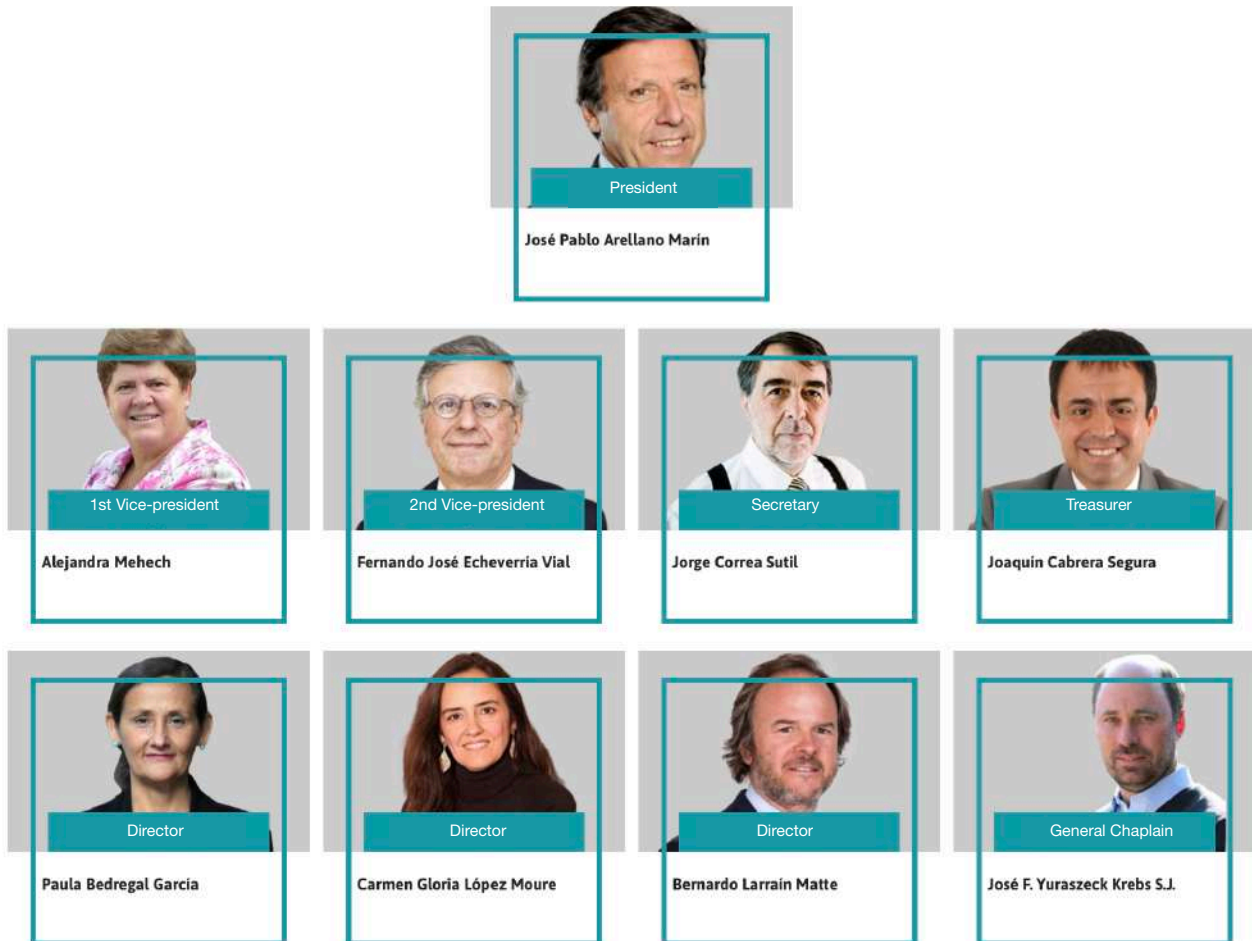 President
José Pablo Arellano Marín
1st Vice-president
2nd Vice-president
Secretary
Treasurer
Alejandra Mehech
Fernando José Echeverria Vial
Jorge Correa Sutil
Joaquín Cabrera Segura
Director
Director
Director
General Chaplain
Paula Bedregal García
Carmen Gloria López Moure
Bernardo Larraín Matte
José F. Yuraszeck Krebs S.J.